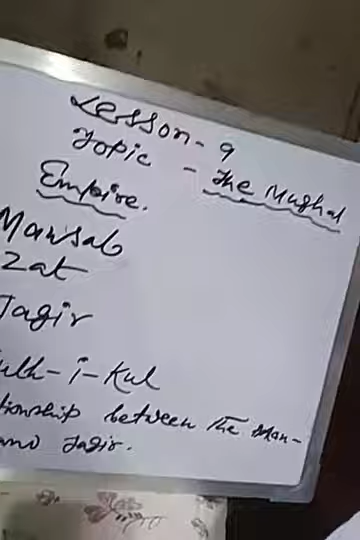 Lesson - 9
Topic - The Mughal
Empire.
Mansab
Zat
Jagir
ulh-i-Kul
tionship between The Man-
and Jagir.